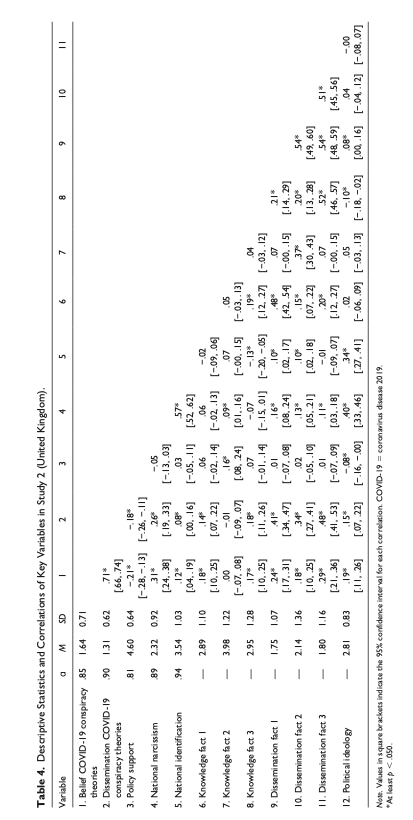 Table 4. Descriptive Statistics and Correlations of Key Variables in Study 2 (United Kingdom).
Variable α M SD 1 2 3 4 5 6 7 8 9 10 11
1. Belief COVID-19 conspiracy .85 1.64 0.71
theories
2. Dissemination COVID-19 .90 1.31 0.62 .71*
conspiracy theories [.66, .74]
3. Policy support .81 4.60 0.64 −.21* −.18*
[−.28, −.13] [−.26, −.11]
4. National narcissism .89 2.32 0.92 .31* .26* −.05
[.24, .38] [.19, .33] [−.13, .03]
5. National identification .94 3.54 1.03 .12* .08* .03 .57*
[.04, .19] [.00, .16] [−.05, .11] [.52, .62]
6. Knowledge fact 1 — 2.89 1.10 .18* .14* .06 .06 −.02
[.10, .25] [.07, .22] [−.02, .14] [−.02, .13] [−.09, .06]
7. Knowledge fact 2 — 3.98 1.22 .00 −.01 .16* .09* .07 .05
[−.07, .08] [−.09, .07] [.08, .24] [.01, .16] [−.00, .15] [−.03, .13]
8. Knowledge fact 3 — 2.95 1.28 .17* .18* .07 −.07 −.13* .19* .04
[.10, .25] [.11, .26] [−.01, .14] [−.15, .01] [−.20, −.05] [.12, .27] [−.03, .12]
9. Dissemination fact 1 — 1.75 1.07 .24* .41* .01 .16* .10* .48* .07 .21*
[.17, .31] [.34, .47] [−.07, .08] [.08, .24] [.02, .17] [.42, .54] [−.00, .15] [.14, .29]
10. Dissemination fact 2 — 2.14 1.36 .18* .34* .02 .13* .10* .15* .37* .20* .54*
[.10, .25] [.27, .41] [−.05, .10] [.05, .21] [.02, .18] [.07, .22] [.30, .43] [.13, .28] [.49, .60]
11. Dissemination fact 3 — 1.80 1.16 .29* .48* .01 .11* −.01 .20* .07 .52* .54* .51*
[.21, .36] [.41, .53] [−.07, .09] [.03, .18] [−.09, .07] [.12, .27] [−.00, .15] [.46, .57] [.48, .59] [.45, .56]
12. Political ideology — 2.81 0.83 .19* .15* −.08* .40* .34* .02 .05 −.10* .08* .04 −.00
[.11, .26] [.07, .22] [−.16, −.00] [.33, .46] [.27, .41] [−.06, .09] [−.03, .13] [−.18, −.02] [.00, .16] [−.04, .12] [−.08, .07]
Note. Values in square brackets indicate the 95% confidence interval for each correlation. COVID-19 = coronavirus disease 2019.
*At least p < .050.